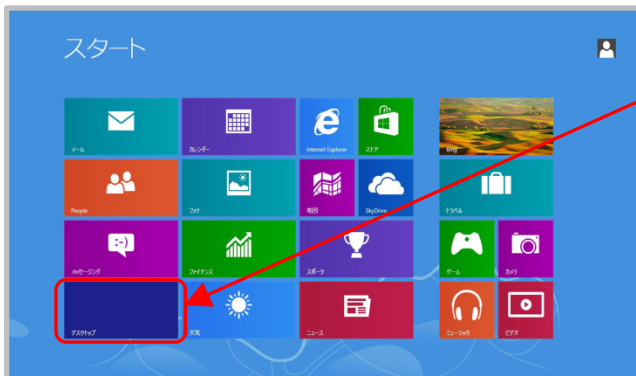 スタート
メール
カレンダー
Internet Explorer
ストア
Bing
People
フォト
地図
SkyDrive
トラベル
メッセージング
ファイナンス
スポーツ
ゲーム
カメラ
デスクトップ
天気
ニュース
ミュージック
ビデオ